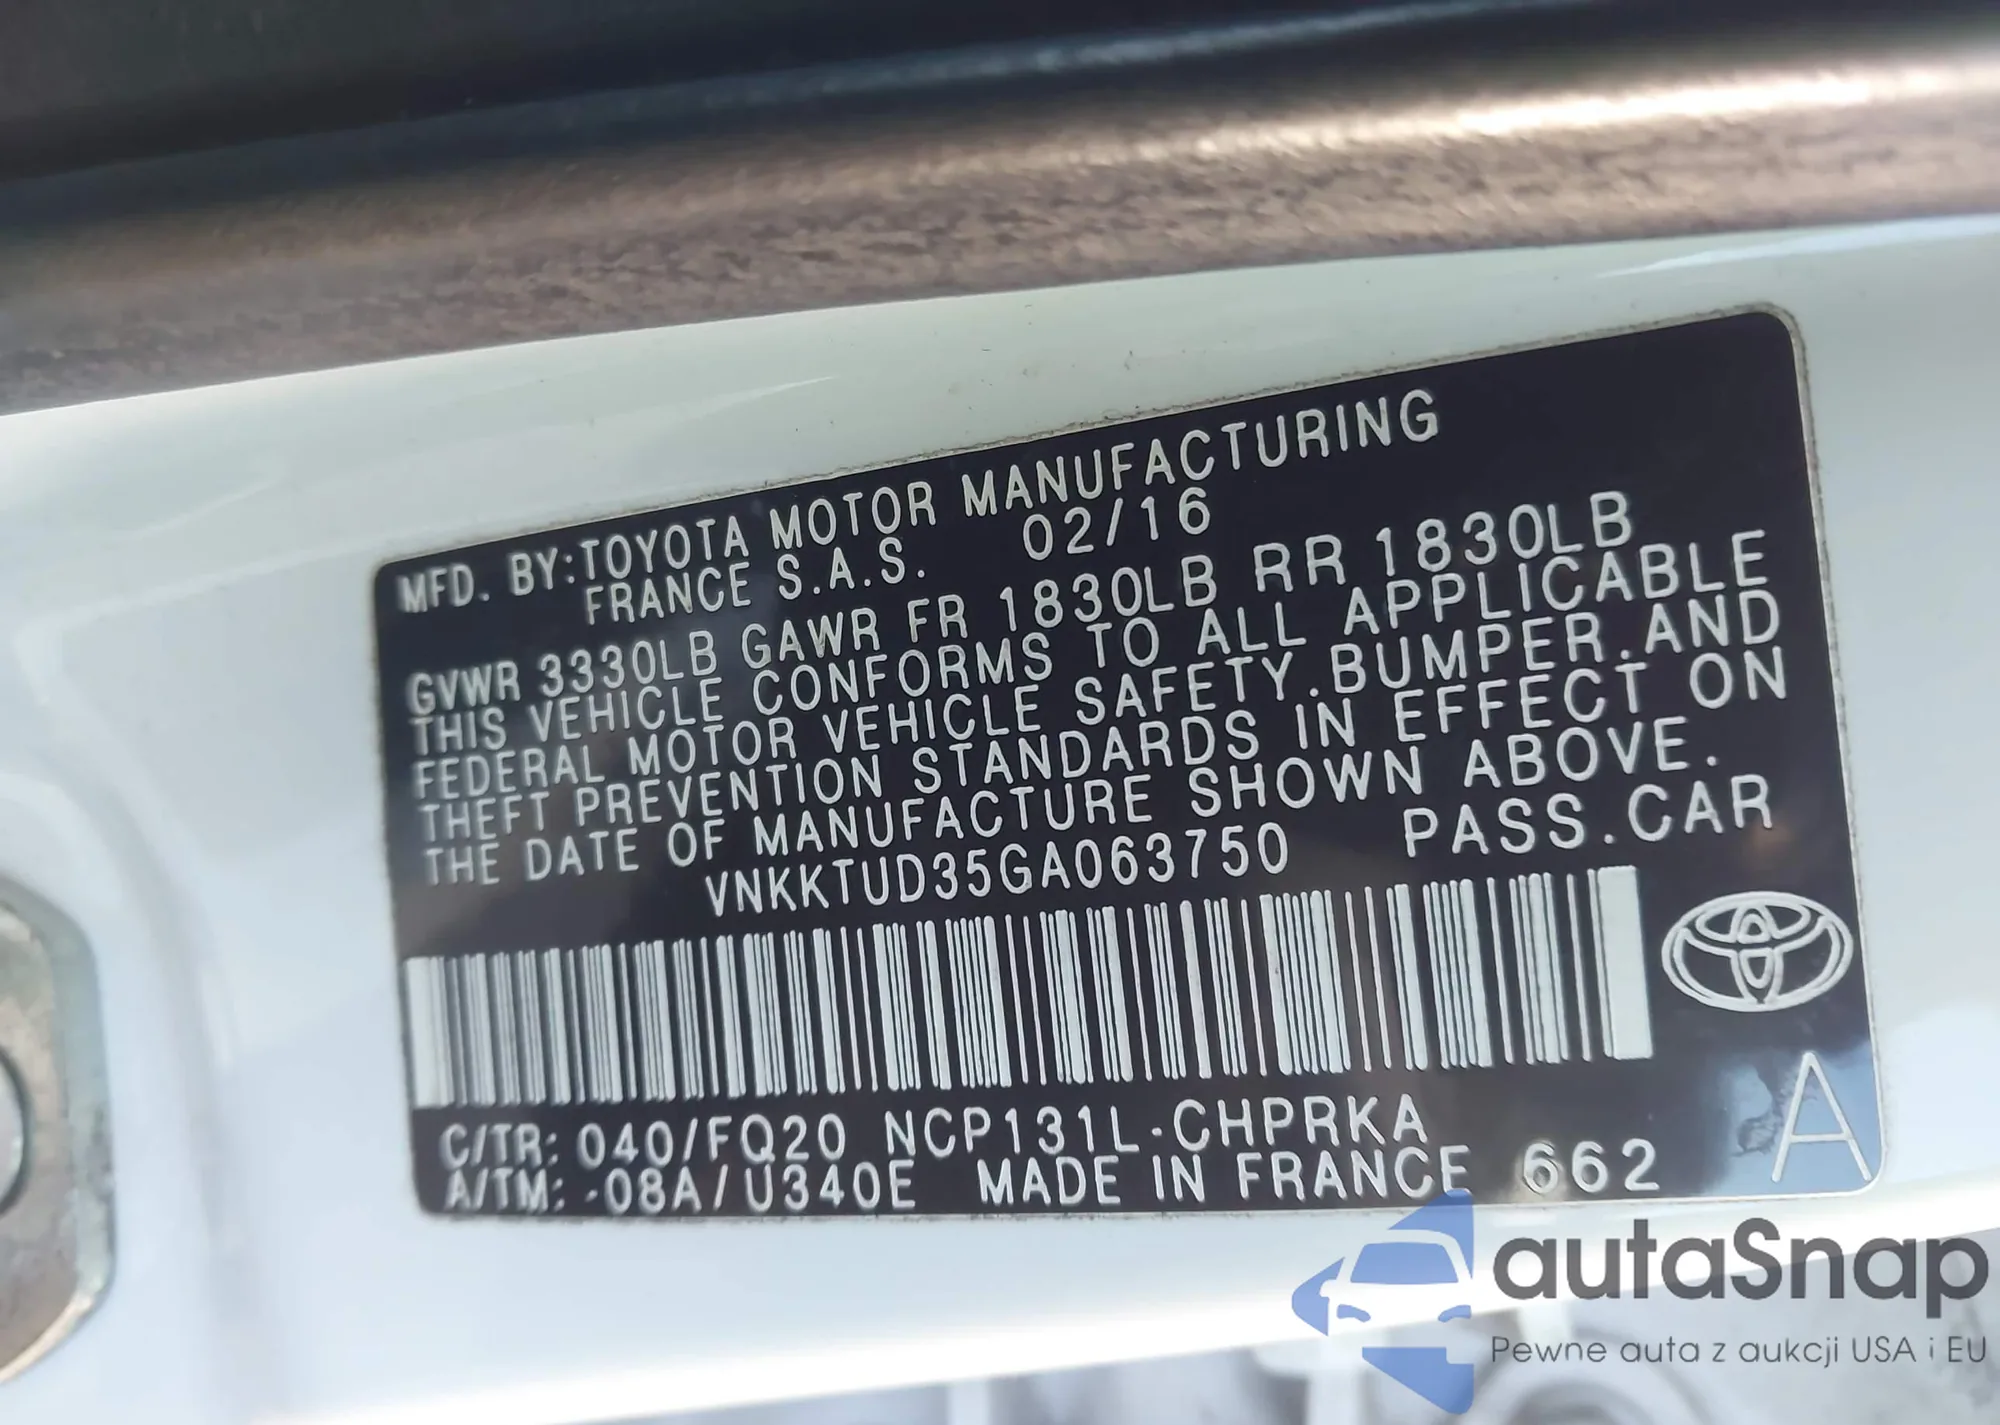 MFD. BY:TOYOTA MOTOR MANUFACTURING
FRANCE S.A.S. 02/16
GVWR 3330LB GAWR FR 1830LB RR 1830LB
THIS VEHICLE CONFORMS TO ALL APPLICABLE
FEDERAL MOTOR VEHICLE SAFETY.BUMPER.AND
THEFT PREVENTION STANDARDS IN EFFECT ON
THE DATE OF MANUFACTURE SHOWN ABOVE.
VNKKTUD35GA063750 PASS.CAR
C/TR: 040/FQ20 NCP131L-CHPRKA
A/TM: -08A/U340E MADE IN FRANCE 662
A
autaSnap
Pewne auta z aukcji USA i EU